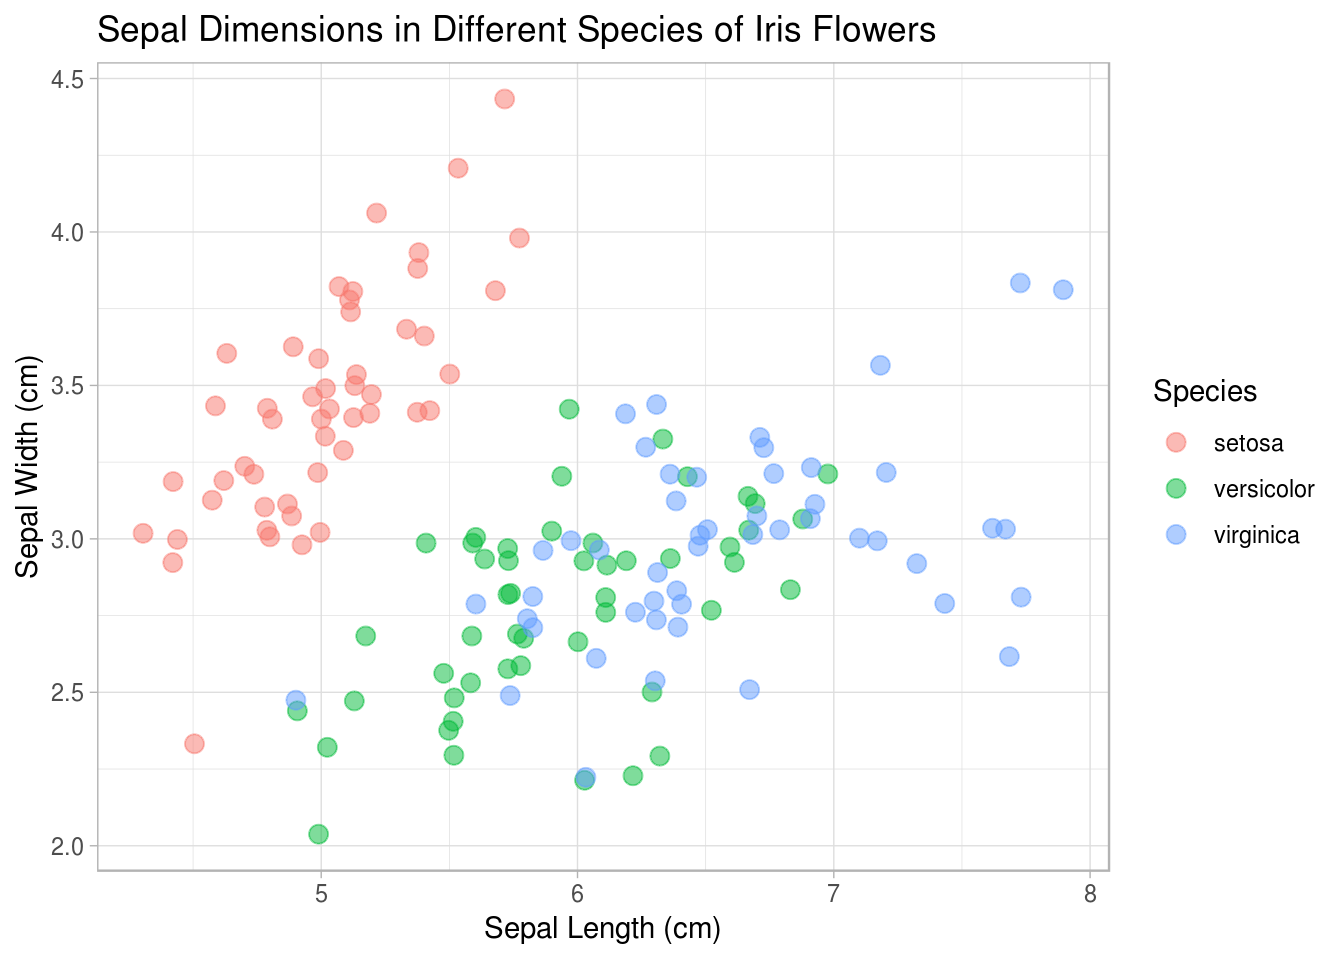 Sepal Dimensions in Different Species of Iris Flowers
4.5
4.0
3.5
3.0
2.5
2.0
Sepal Width (cm)
5 6 7 8
Sepal Length (cm)
Species
setosa
versicolor
virginica